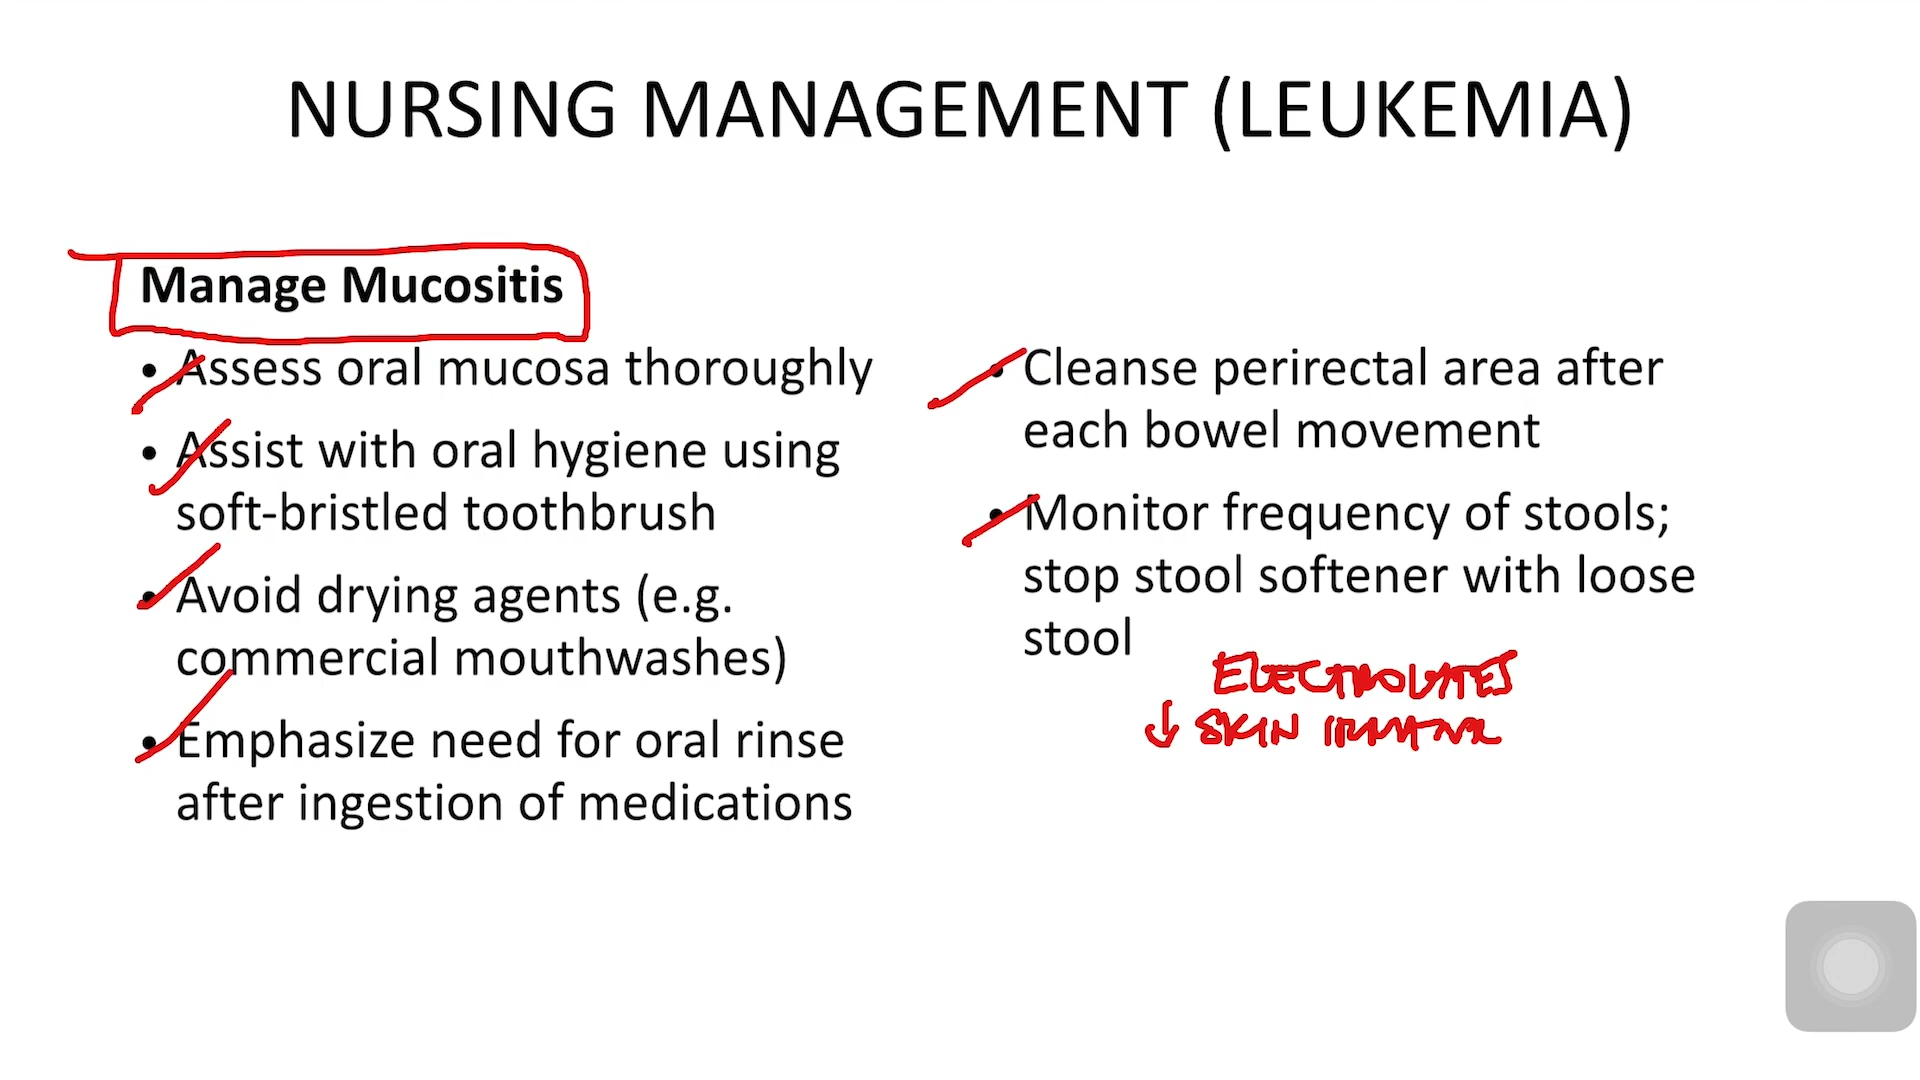 NURSING MANAGEMENT (LEUKEMIA)
Manage Mucositis
• Assess oral mucosa thoroughly
• Assist with oral hygiene using
soft-bristled toothbrush
• Avoid drying agents (e.g.
commercial mouthwashes)
• Emphasize need for oral rinse
after ingestion of medications
• Cleanse perirectal area after
each bowel movement
• Monitor frequency of stools;
stop stool softener with loose
stool
ELECTROLYTES
↓ SKIN